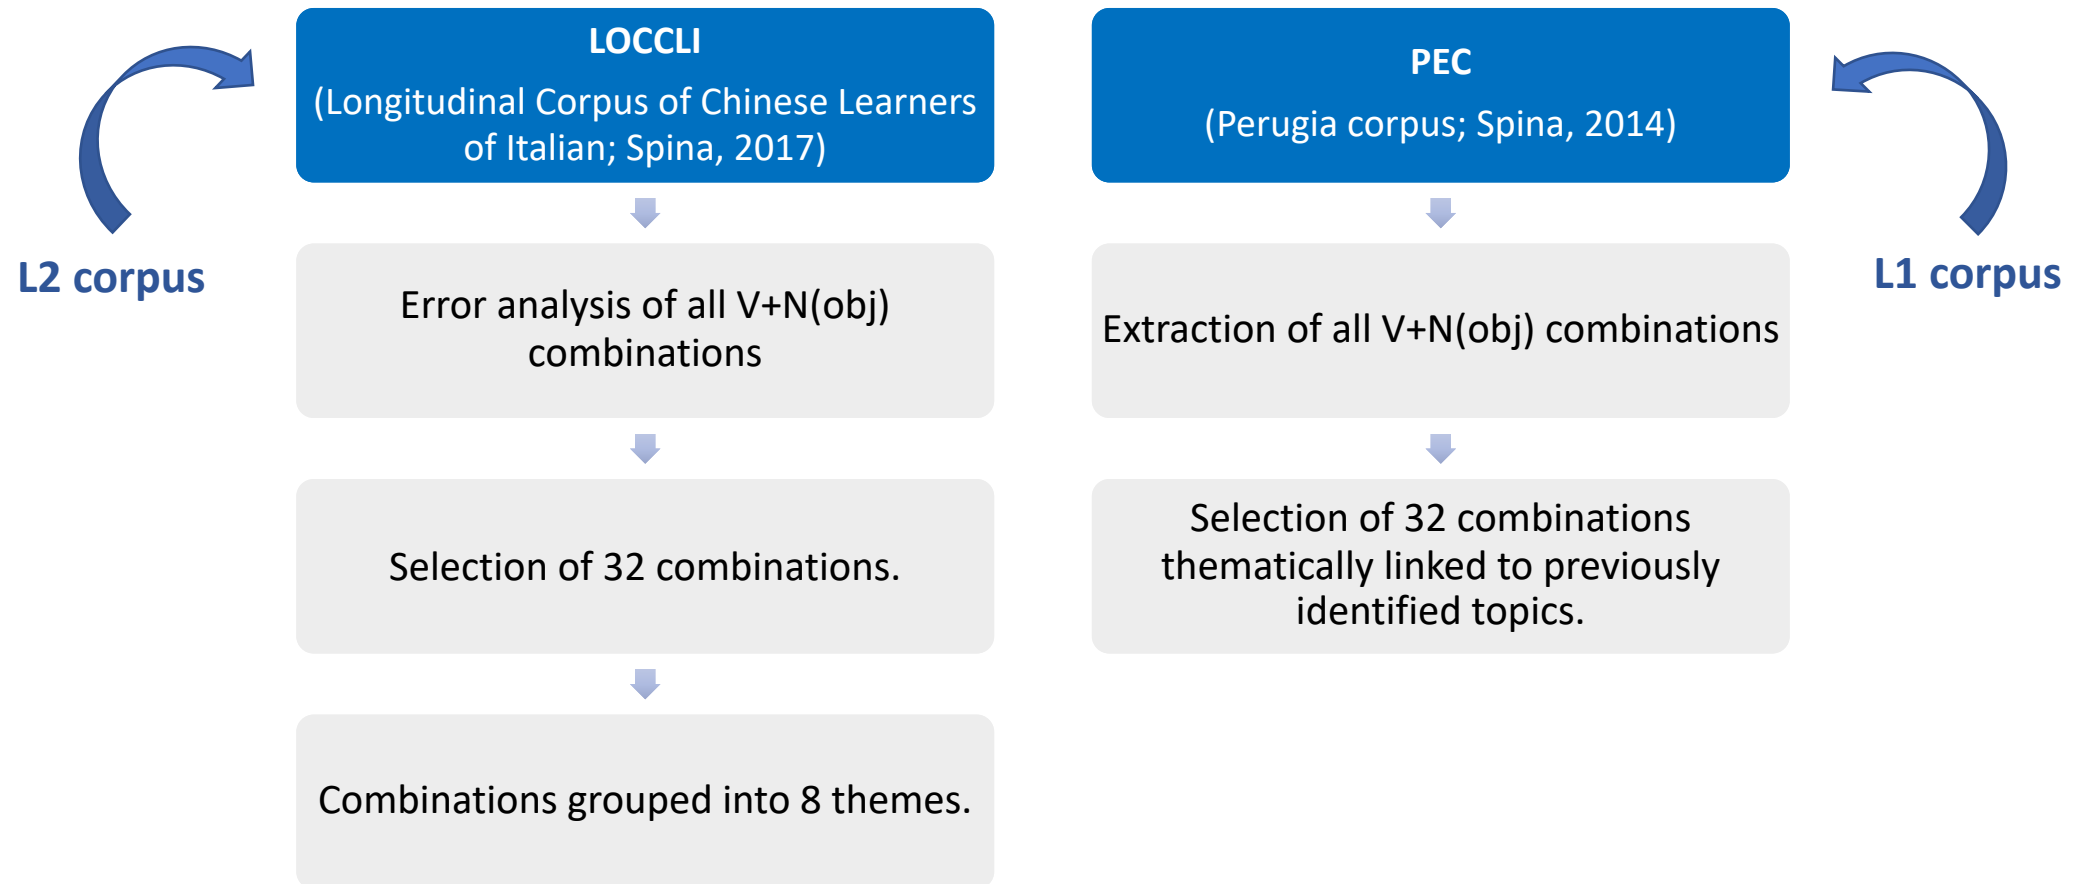 LOCCLI
(Longitudinal Corpus of Chinese Learners
of Italian; Spina, 2017)
L2 corpus
Error analysis of all V+N(obj)
combinations
Selection of 32 combinations.
Combinations grouped into 8 themes.
PEC
(Perugia corpus; Spina, 2014)
L1 corpus
Extraction of all V+N(obj) combinations
Selection of 32 combinations
thematically linked to previously
identified topics.